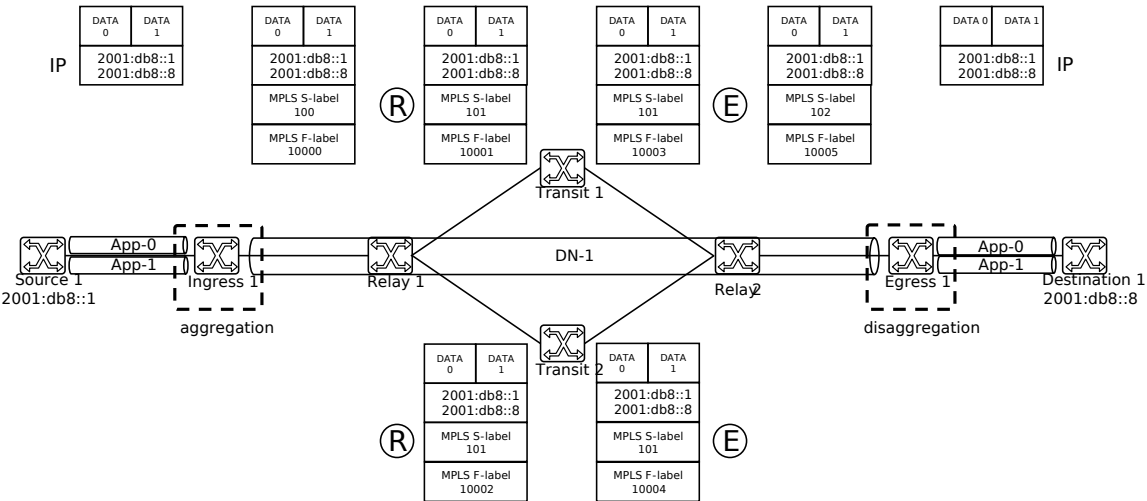 DATA 0
DATA 1
2001:db8::1
2001:db8::8
IP
DATA 0
DATA 1
2001:db8::1
2001:db8::8
MPLS S-label
100
MPLS F-label
10000
R
DATA 0
DATA 1
2001:db8::1
2001:db8::8
MPLS S-label
101
MPLS F-label
10001
DATA 0
DATA 1
2001:db8::1
2001:db8::8
MPLS S-label
101
MPLS F-label
10003
E
DATA 0
DATA 1
2001:db8::1
2001:db8::8
MPLS S-label
102
MPLS F-label
10005
DATA 0
DATA 1
2001:db8::1
2001:db8::8
IP
Transit 1
App-0
App-1
Source 1
2001:db8::1
Ingress 1
aggregation
Relay 1
DN-1
Relay2
Egress 1
disaggregation
App-0
App-1
Destination 1
2001:db8::8
Transit 2
R
DATA 0
DATA 1
2001:db8::1
2001:db8::8
MPLS S-label
101
MPLS F-label
10002
DATA 0
DATA 1
2001:db8::1
2001:db8::8
MPLS S-label
101
MPLS F-label
10004
E